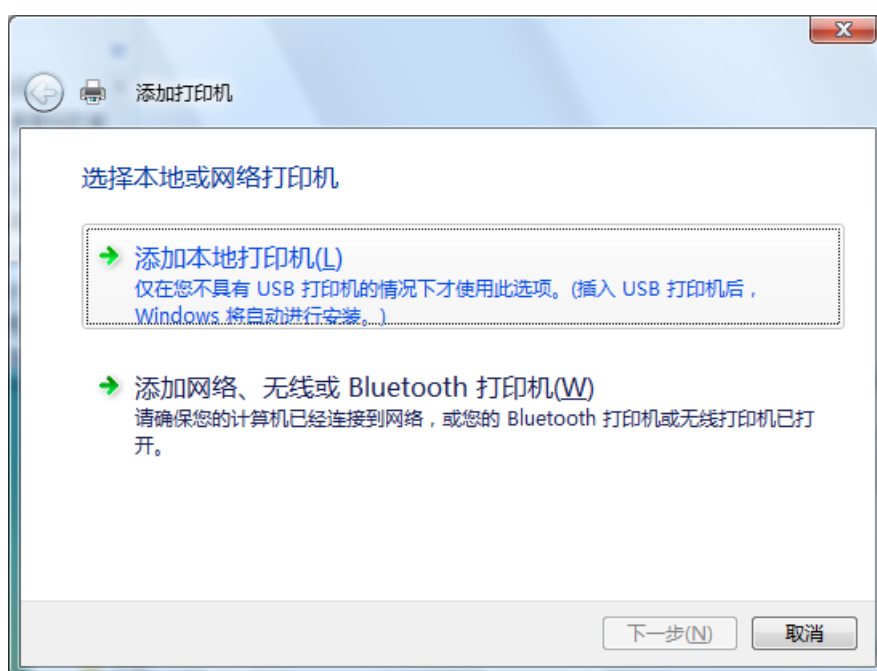 X
添加打印机
选择本地或网络打印机
添加本地打印机(L)
仅在您不具有 USB 打印机的情况下才使用此选项。(插入 USB 打印机后，
Windows 将自动进行安装。)
添加网络、无线或 Bluetooth 打印机(W)
请确保您的计算机已经连接到网络，或您的 Bluetooth 打印机或无线打印机已打
开。
下一步(N) 取消